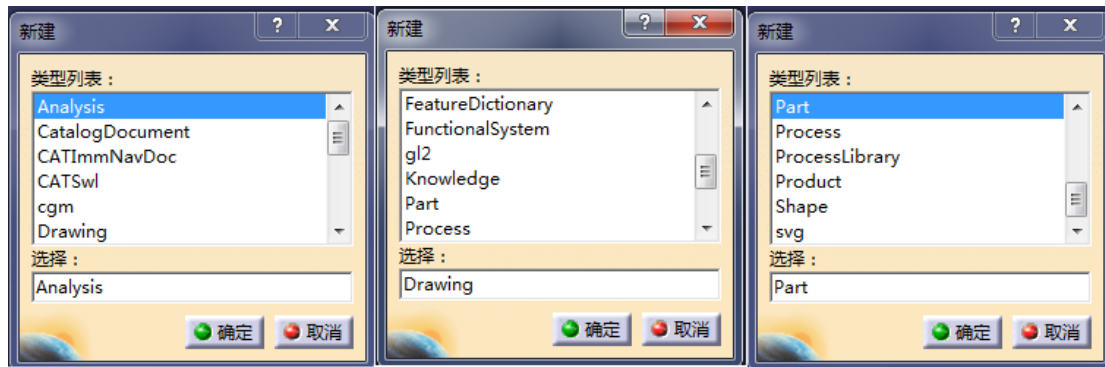 新建
类型列表：
Analysis
CatalogDocument
CATImmNavDoc
CATSwl
cgm
Drawing
选择：
Analysis
确定
取消
新建
类型列表：
FeatureDictionary
FunctionalSystem
gl2
Knowledge
Part
Process
选择：
Drawing
确定
取消
新建
类型列表：
Part
Process
ProcessLibrary
Product
Shape
svg
选择：
Part
确定
取消